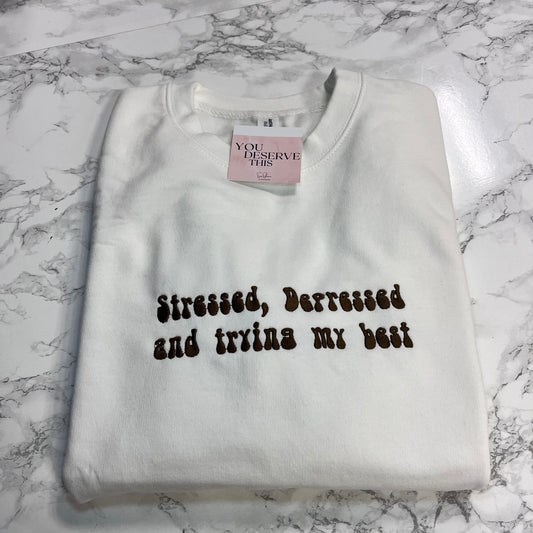 YOU
DESERVE
THIS
Stressed, Depressed
and trying my best